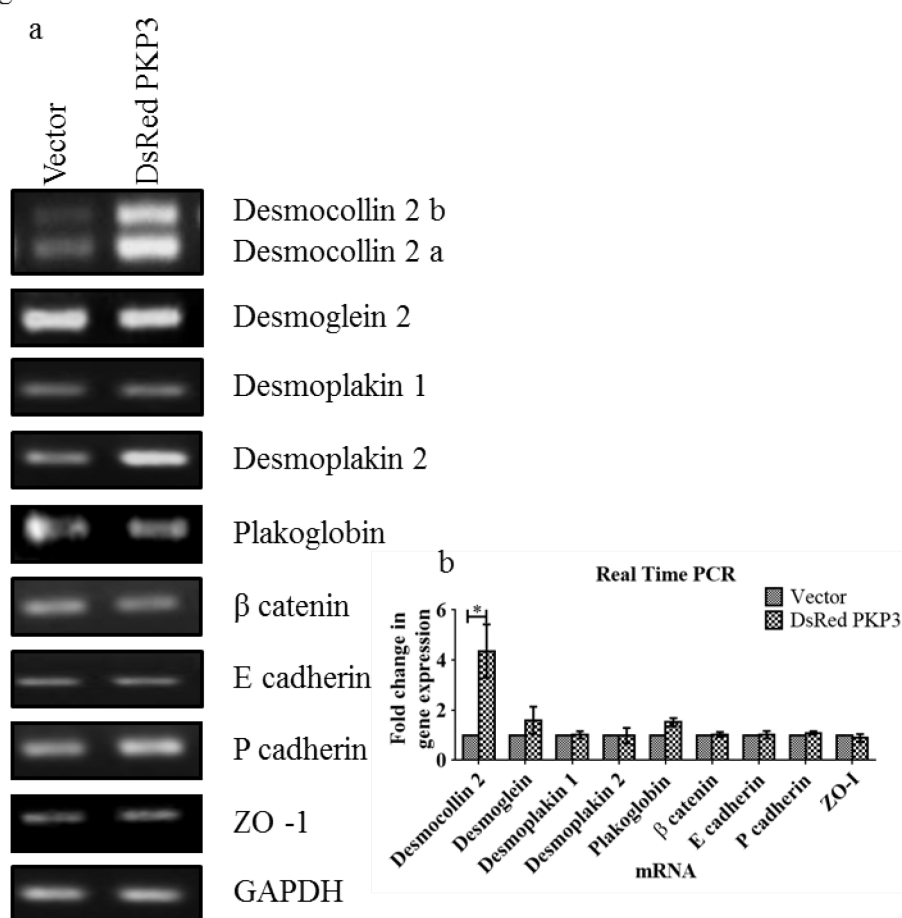 a
Vector
DsRed PKP3
Desmocollin 2 b
Desmocollin 2 a
Desmoglein 2
Desmoplakin 1
Desmoplakin 2
Plakoglobin
β catenin
E cadherin
P cadherin
ZO -1
GAPDH
b
Real Time PCR
Vector
DsRed PKP3
Fold change in
gene expression
6
4
2
0
*
Desmocollin 2
Desmoglein
Desmoplakin 1
Desmoplakin 2
Plakoglobin
β catenin
E cadherin
P cadherin
ZO-1
mRNA